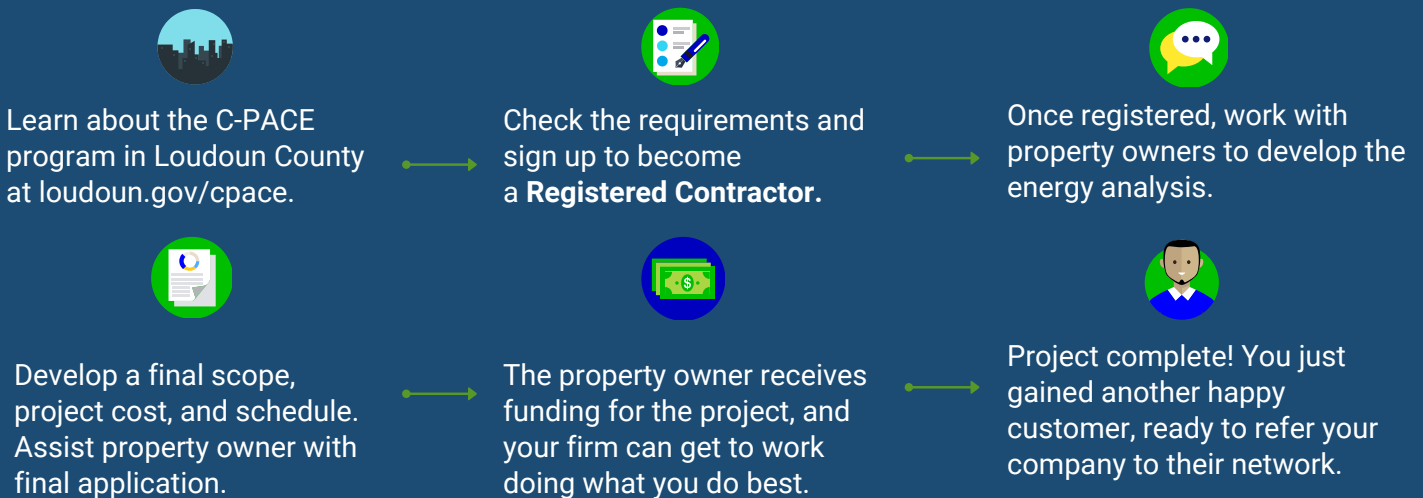 Learn about the C-PACE
program in Loudoun County
at loudoun.gov/cpace.
Check the requirements and
sign up to become
a Registered Contractor.
Once registered, work with
property owners to develop the
energy analysis.
Develop a final scope,
project cost, and schedule.
Assist property owner with
final application.
$
The property owner receives
funding for the project, and
your firm can get to work
doing what you do best.
Project complete! You just
gained another happy
customer, ready to refer your
company to their network.